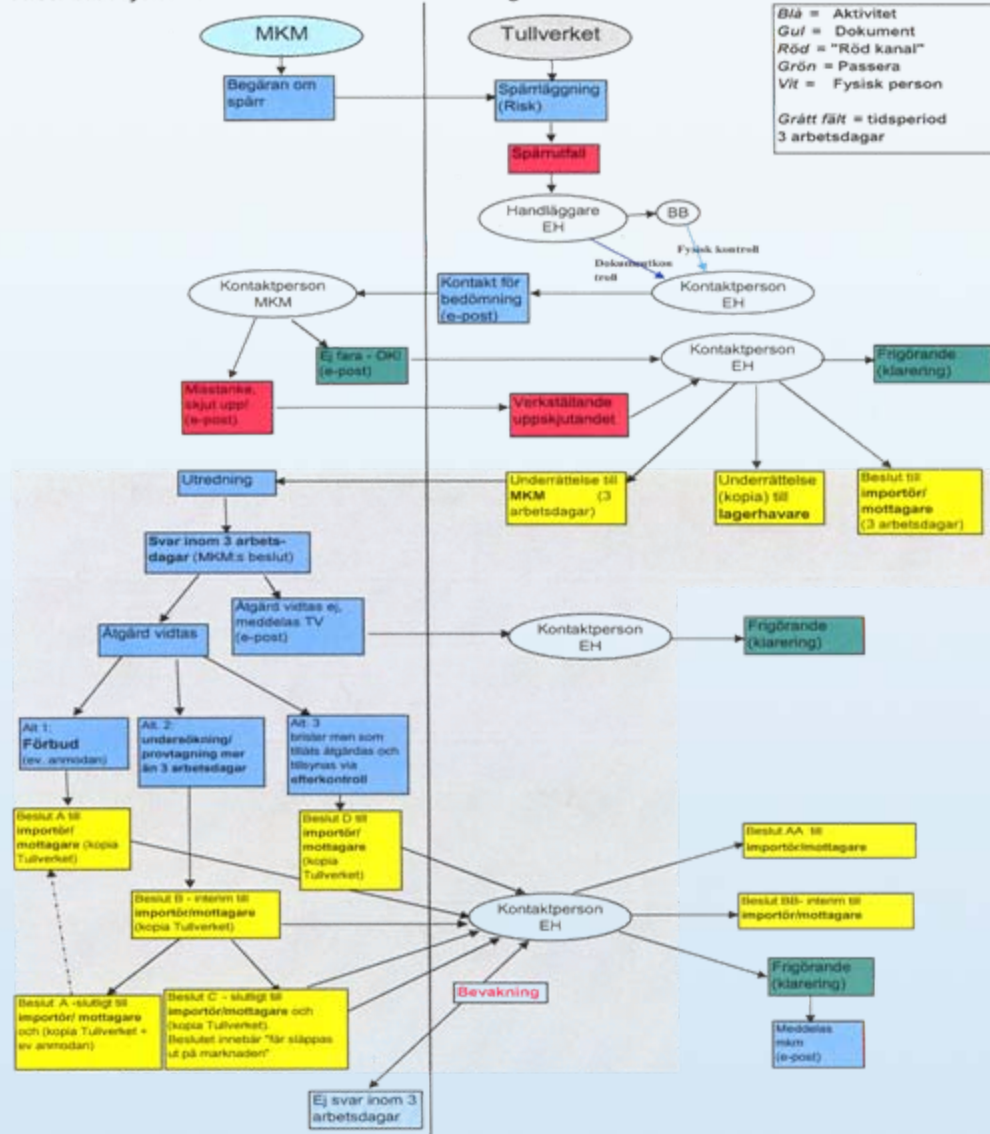 MKM
Tullverket
Blå = Aktivitet
Gul = Dokument
Röd = "Röd kanal"
Grön = Passera
Vit = Fysisk person
Grått fält = tidsperiod
3 arbetsdagar
Begäran om
spärr
Spärrläggning
(Risk)
Spärrutfall
Handläggare
EH
BB
Fysisk kontroll
Dokumentkon
troll
Kontaktperson
MKM
Kontakt för
bedömning
(e-post)
Kontaktperson
EH
Ej fara - OK!
(e-post)
Kontaktperson
EH
Frigörande
(klarering)
Misstanke,
skjut upp!
(e-post)
Verkställande
uppskjutandet
Utredning
Underrättelse till
MKM (3
arbetsdagar)
Underrättelse
(kopia) till
lagerhavare
Beslut till
importör/
mottagare
(3 arbetsdagar)
Svar inom 3 arbets-
dagar (MKM:s beslut)
Åtgärd vidtas
Åtgärd vidtas ej,
meddelas TV
(e-post)
Kontaktperson
EH
Frigörande
(klarering)
Alt 1:
Förbud
(ev. anmodan)
Alt. 2:
undersökning/
provtagning mer
än 3 arbetsdagar
Alt. 3
brister men som
tillåts åtgärdas och
tillsynas via
efterkontroll
Beslut A till
importör/
mottagare (kopia
Tullverket)
Beslut D till
importör/
mottagare
(kopia
Tullverket)
Beslut AA till
importör/mottagare
Beslut B - interim till
importör/mottagare
(kopia Tullverket)
Kontaktperson
EH
Beslut BB- interim till
importör/mottagare
Frigörande
(klarering)
Bevakning
Beslut A -slutligt till
importör/ mottagare
och (kopia Tullverket +
ev anmodan)
Beslut C - slutligt till
importör/mottagare och
(kopia Tullverket).
Beslutet innebär "får släppas
ut på marknaden"
Meddelas
mkm
(e-post)
Ej svar inom 3
arbetsdagar